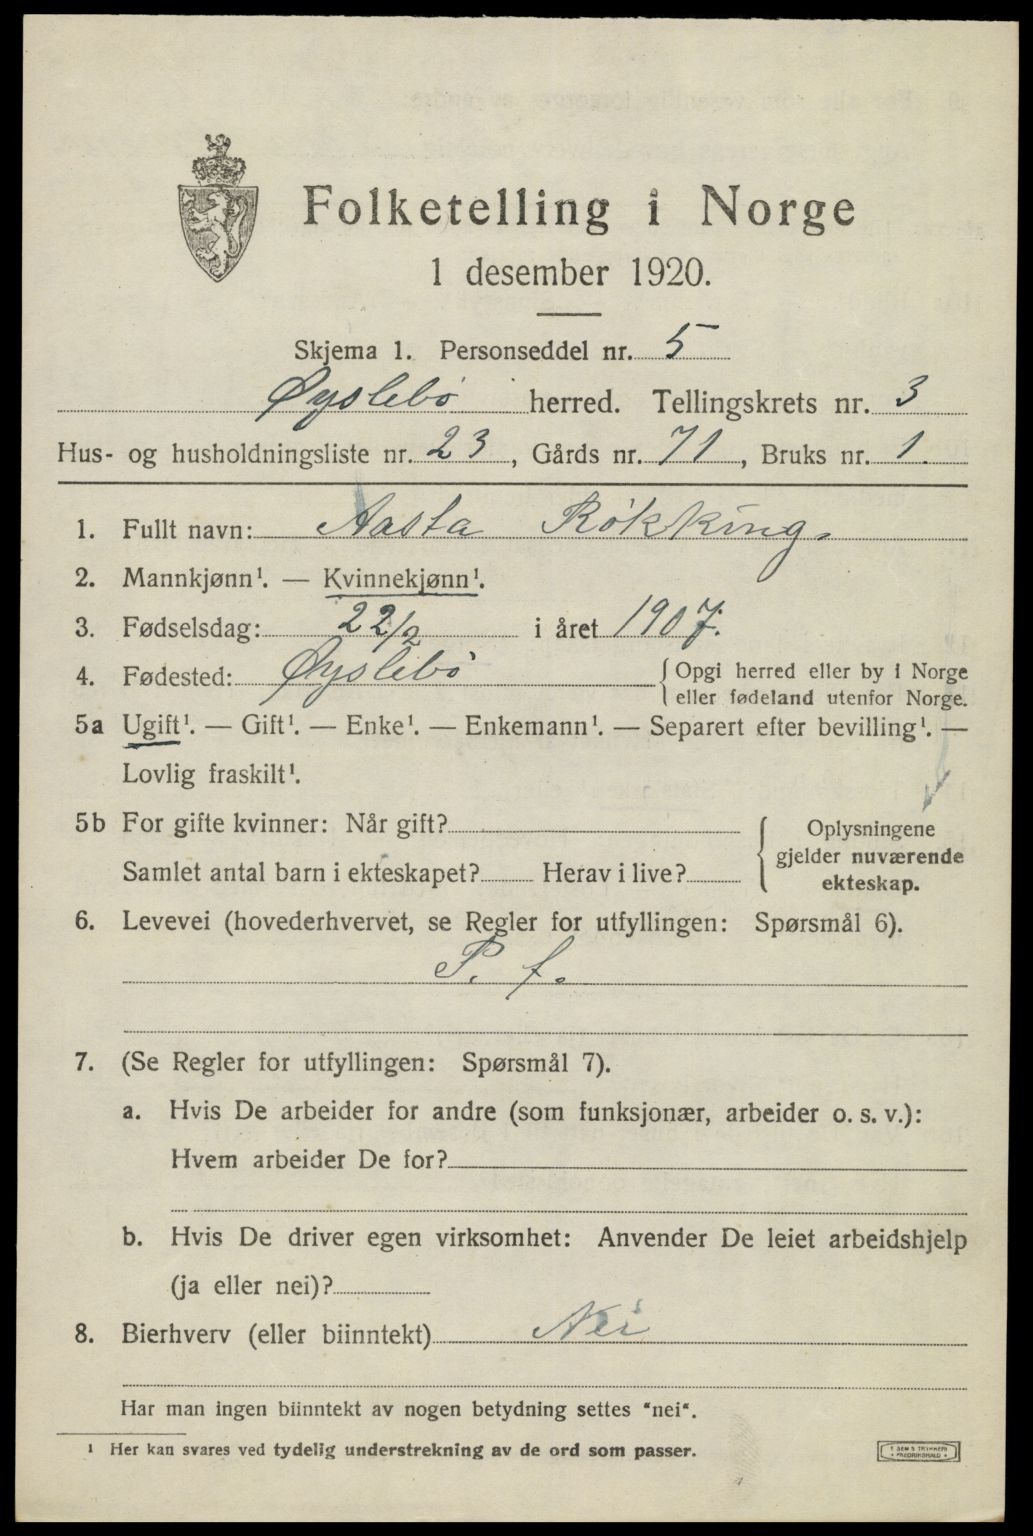 Folketelling i Norge
1 desember 1920.
Skjema 1. Personseddel nr. 5
Øyslebö herred. Tellingskrets nr. 3
Hus- og husholdningsliste nr. 23, Gårds nr. 71, Bruks nr. 1.
1. Fullt navn: Aasta Rökking.
2. Mannkjønn¹. — Kvinnekjønn¹.
3. Fødselsdag: 22/2 i året 1907.
4. Fødested: Øyslebö { Opgi herred eller by i Norge
eller fødeland utenfor Norge.
5a Ugift¹. — Gift¹. — Enke¹. — Enkemann¹. — Separert efter bevilling¹. —
Lovlig fraskilt¹.
5b For gifte kvinner: Når gift?
Samlet antal barn i ekteskapet? Herav i live?
{ Oplysningene
gjelder nuværende
ekteskap.
6. Levevei (hovederhvervet, se Regler for utfyllingen: Spørsmål 6).
P. f.
7. (Se Regler for utfyllingen: Spørsmål 7).
a. Hvis De arbeider for andre (som funksjonær, arbeider o. s. v.):
Hvem arbeider De for?
b. Hvis De driver egen virksomhet: Anvender De leiet arbeidshjelp
(ja eller nei)?
8. Bierhverv (eller biinntekt) Nei
Har man ingen biinntekt av nogen betydning settes "nei".
¹ Her kan svares ved tydelig understrekning av de ord som passer.